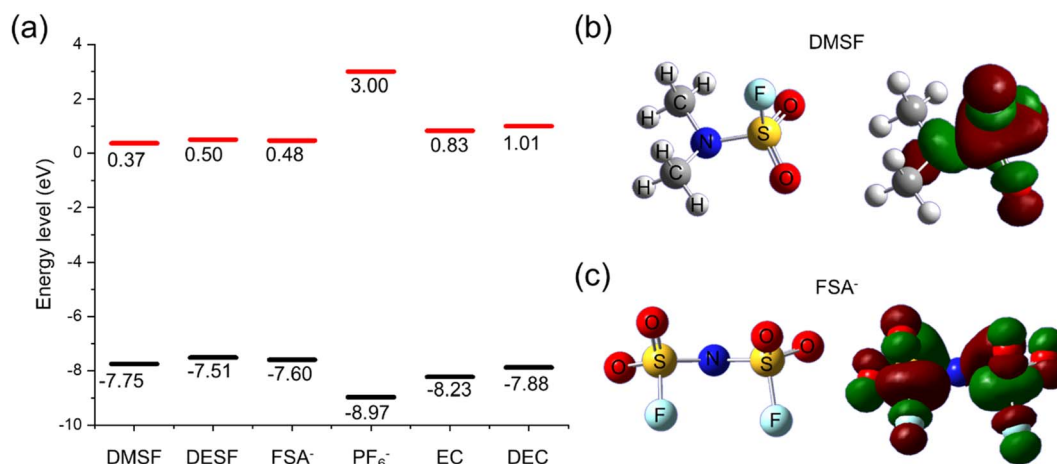 (a)
Energy level (eV)
4
2
0
-2
-4
-6
-8
-10
0.37
0.50
0.48
3.00
0.83
1.01
-7.75
-7.51
-7.60
-8.97
-8.23
-7.88
DMSF DESF FSA⁻ PF₆⁻ EC DEC
(b)
DMSF
H
H
H
C
F
O
N
S
H
C
O
H
H
(c)
FSA⁻
O
O
O
S
N
S
O
F
F